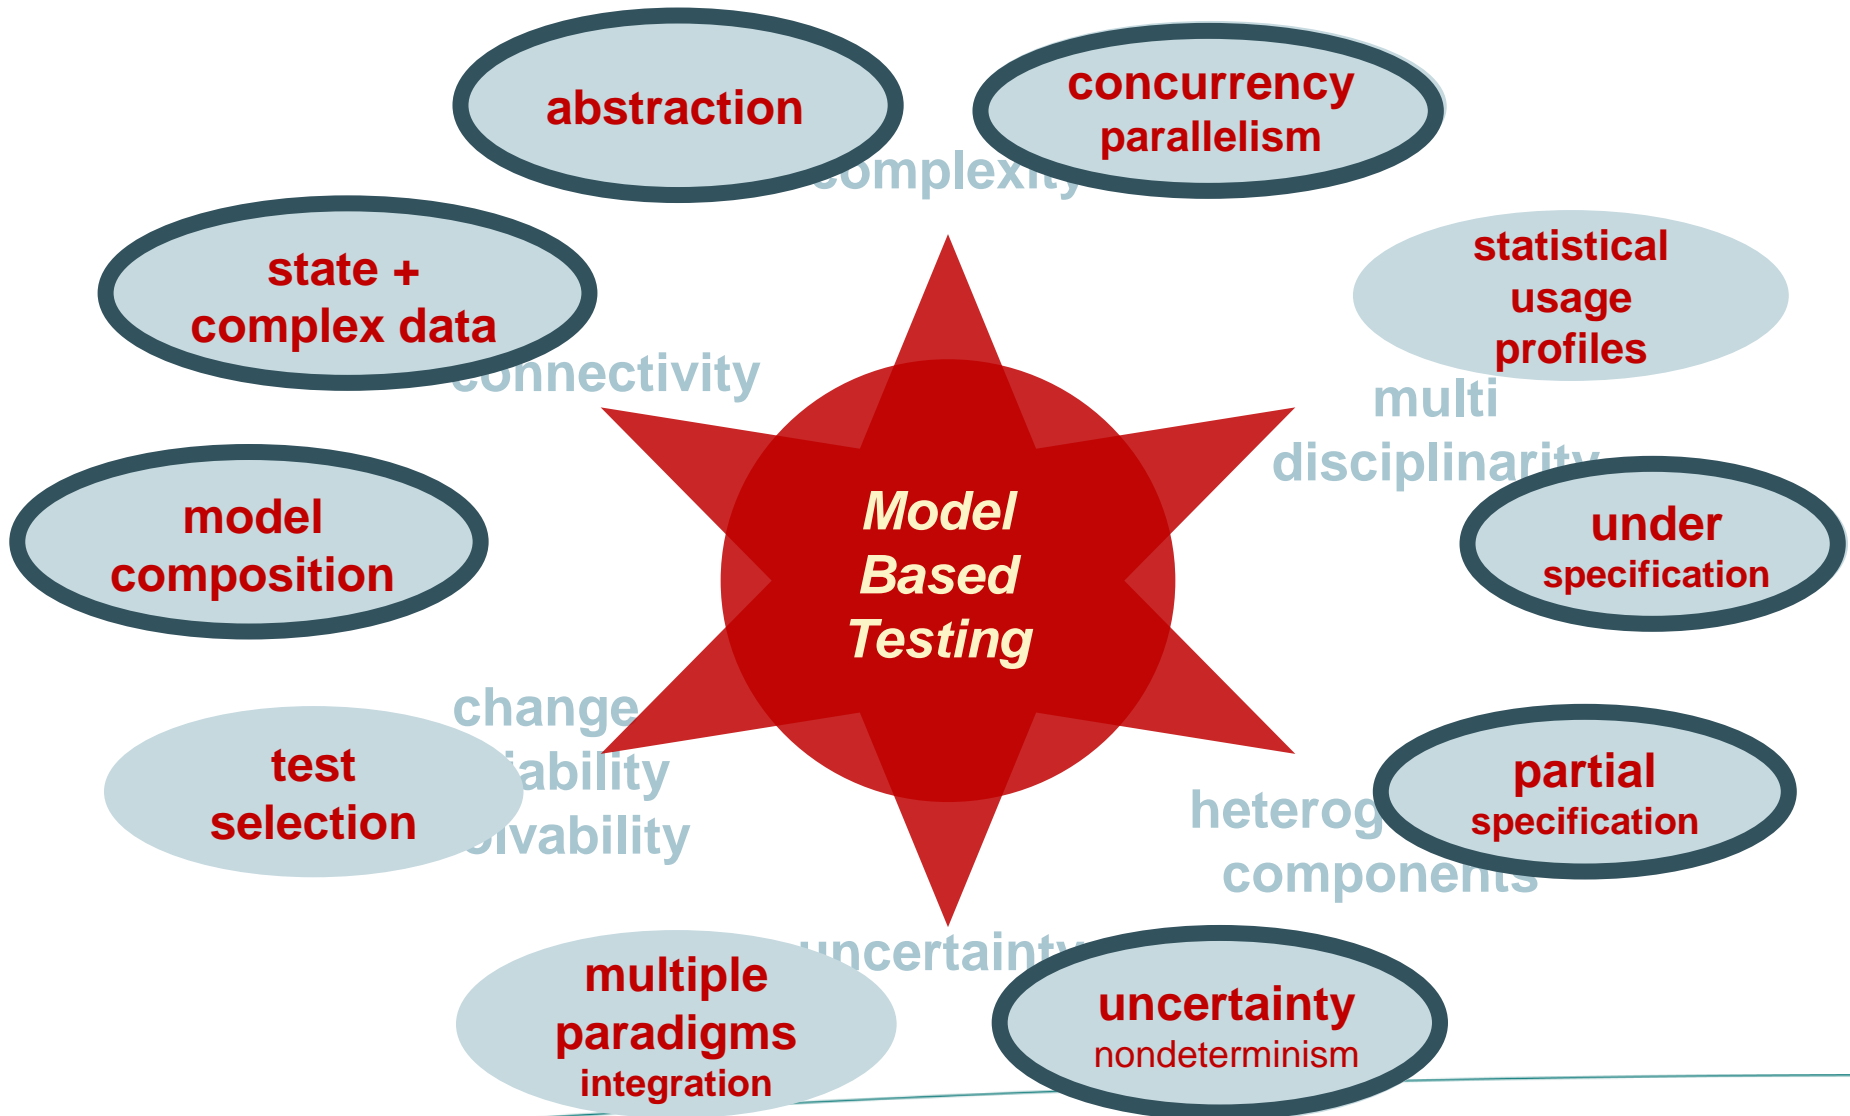 abstraction
concurrency
parallelism
complexity
statistical
usage
profiles
state +
complex data
connectivity
multi
disciplinarity
model
composition
Model
Based
Testing
under
specification
change
test
selection
partial
specification
components
uncertainty
multiple
paradigms
integration
uncertainty
nondeterminism